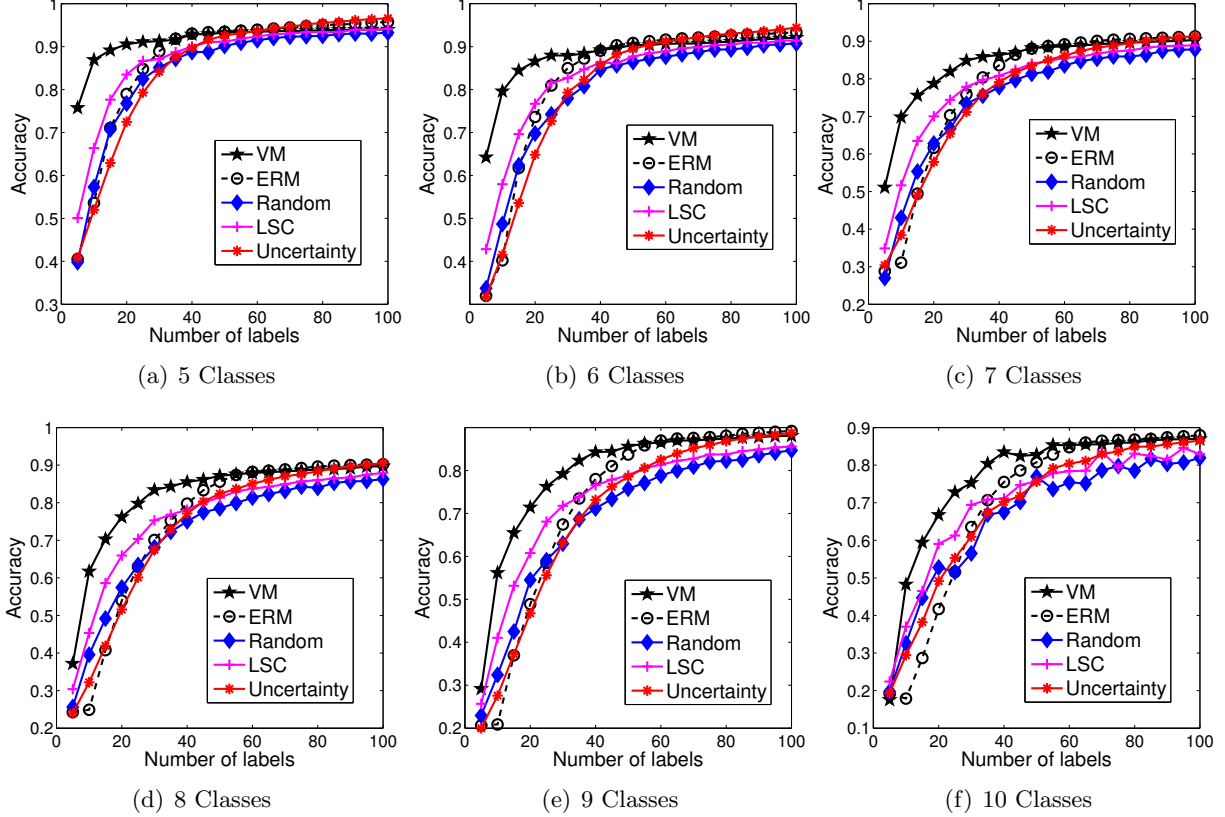 1
0.9
0.8
0.7
0.6
0.5
0.4
0.3
Accuracy
VM
ERM
Random
LSC
Uncertainty
0 20 40 60 80 100
Number of labels
(a) 5 Classes
1
0.9
0.8
0.7
0.6
0.5
0.4
0.3
Accuracy
VM
ERM
Random
LSC
Uncertainty
0 20 40 60 80 100
Number of labels
(b) 6 Classes
1
0.9
0.8
0.7
0.6
0.5
0.4
0.3
0.2
Accuracy
VM
ERM
Random
LSC
Uncertainty
0 20 40 60 80 100
Number of labels
(c) 7 Classes
1
0.9
0.8
0.7
0.6
0.5
0.4
0.3
0.2
Accuracy
VM
ERM
Random
LSC
Uncertainty
0 20 40 60 80 100
Number of labels
(d) 8 Classes
0.8
0.7
0.6
0.5
0.4
0.3
0.2
Accuracy
VM
ERM
Random
LSC
Uncertainty
0 20 40 60 80 100
Number of labels
(e) 9 Classes
0.9
0.8
0.7
0.6
0.5
0.4
0.3
0.2
0.1
Accuracy
VM
ERM
Random
LSC
Uncertainty
0 20 40 60 80 100
Number of labels
(f) 10 Classes